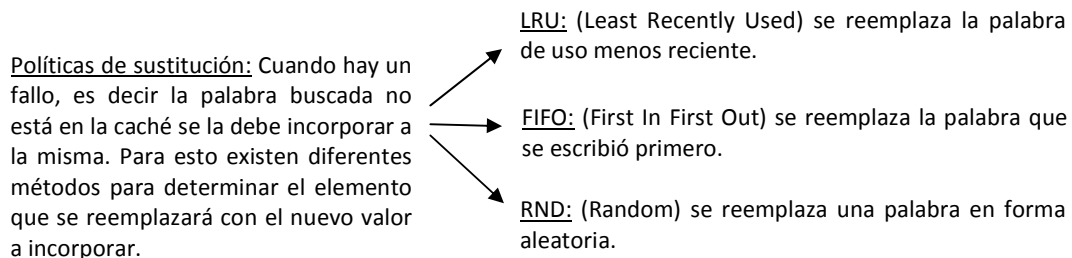 Políticas de sustitución: Cuando hay un
fallo, es decir la palabra buscada no
está en la caché se la debe incorporar a
la misma. Para esto existen diferentes
métodos para determinar el elemento
que se reemplazará con el nuevo valor
a incorporar.
LRU: (Least Recently Used) se reemplaza la palabra
de uso menos reciente.
FIFO: (First In First Out) se reemplaza la palabra que
se escribió primero.
RND: (Random) se reemplaza una palabra en forma
aleatoria.